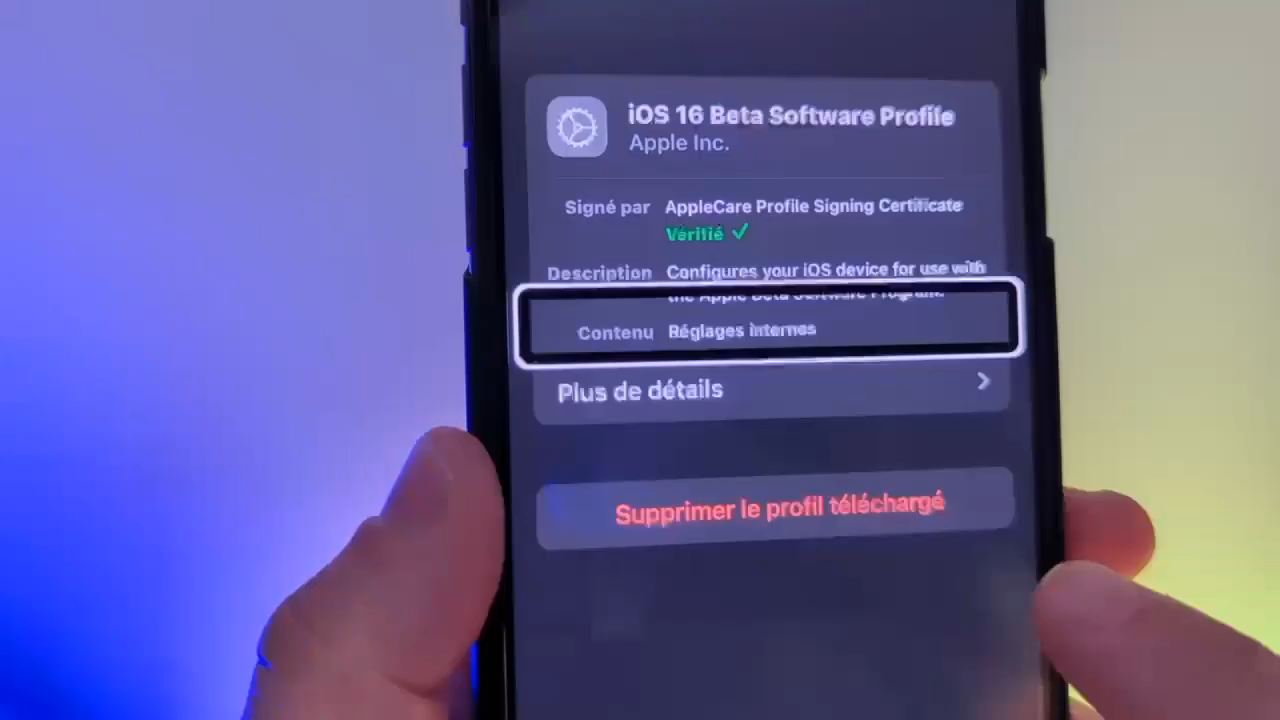 iOS 16 Beta Software Profile
Apple Inc.
Signé par AppleCare Profile Signing Certificate
Vérifié ✓
Description Configures your iOS device for use with
the Apple Beta Software Program.
Contenu Réglages internes
Plus de détails
Supprimer le profil téléchargé